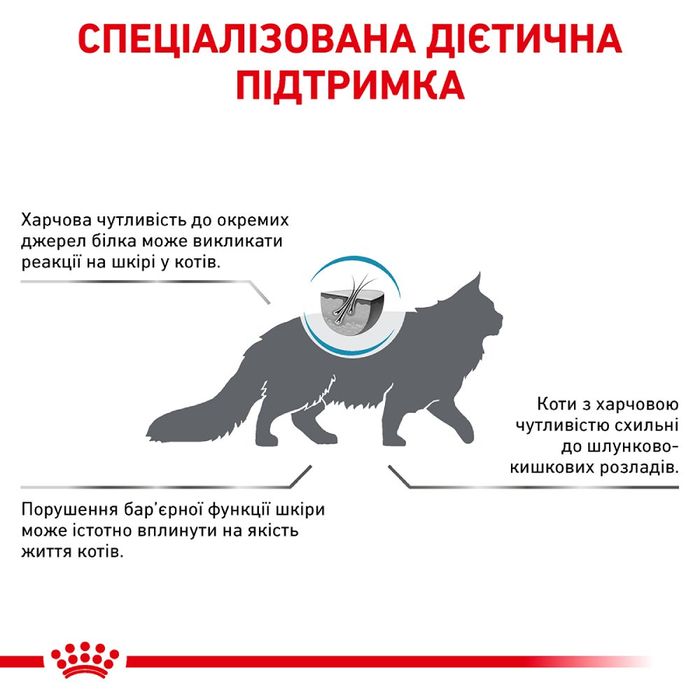 СПЕЦІАЛІЗОВАНА ДІЄТИЧНА
ПІДТРИМКА
Харчова чутливість до окремих
джерел білка може викликати
реакції на шкірі у котів.
Коти з харчовою
чутливістю схильні
до шлунково-
кишкових розладів.
Порушення бар’єрної функції шкіри
може істотно вплинути на якість
життя котів.